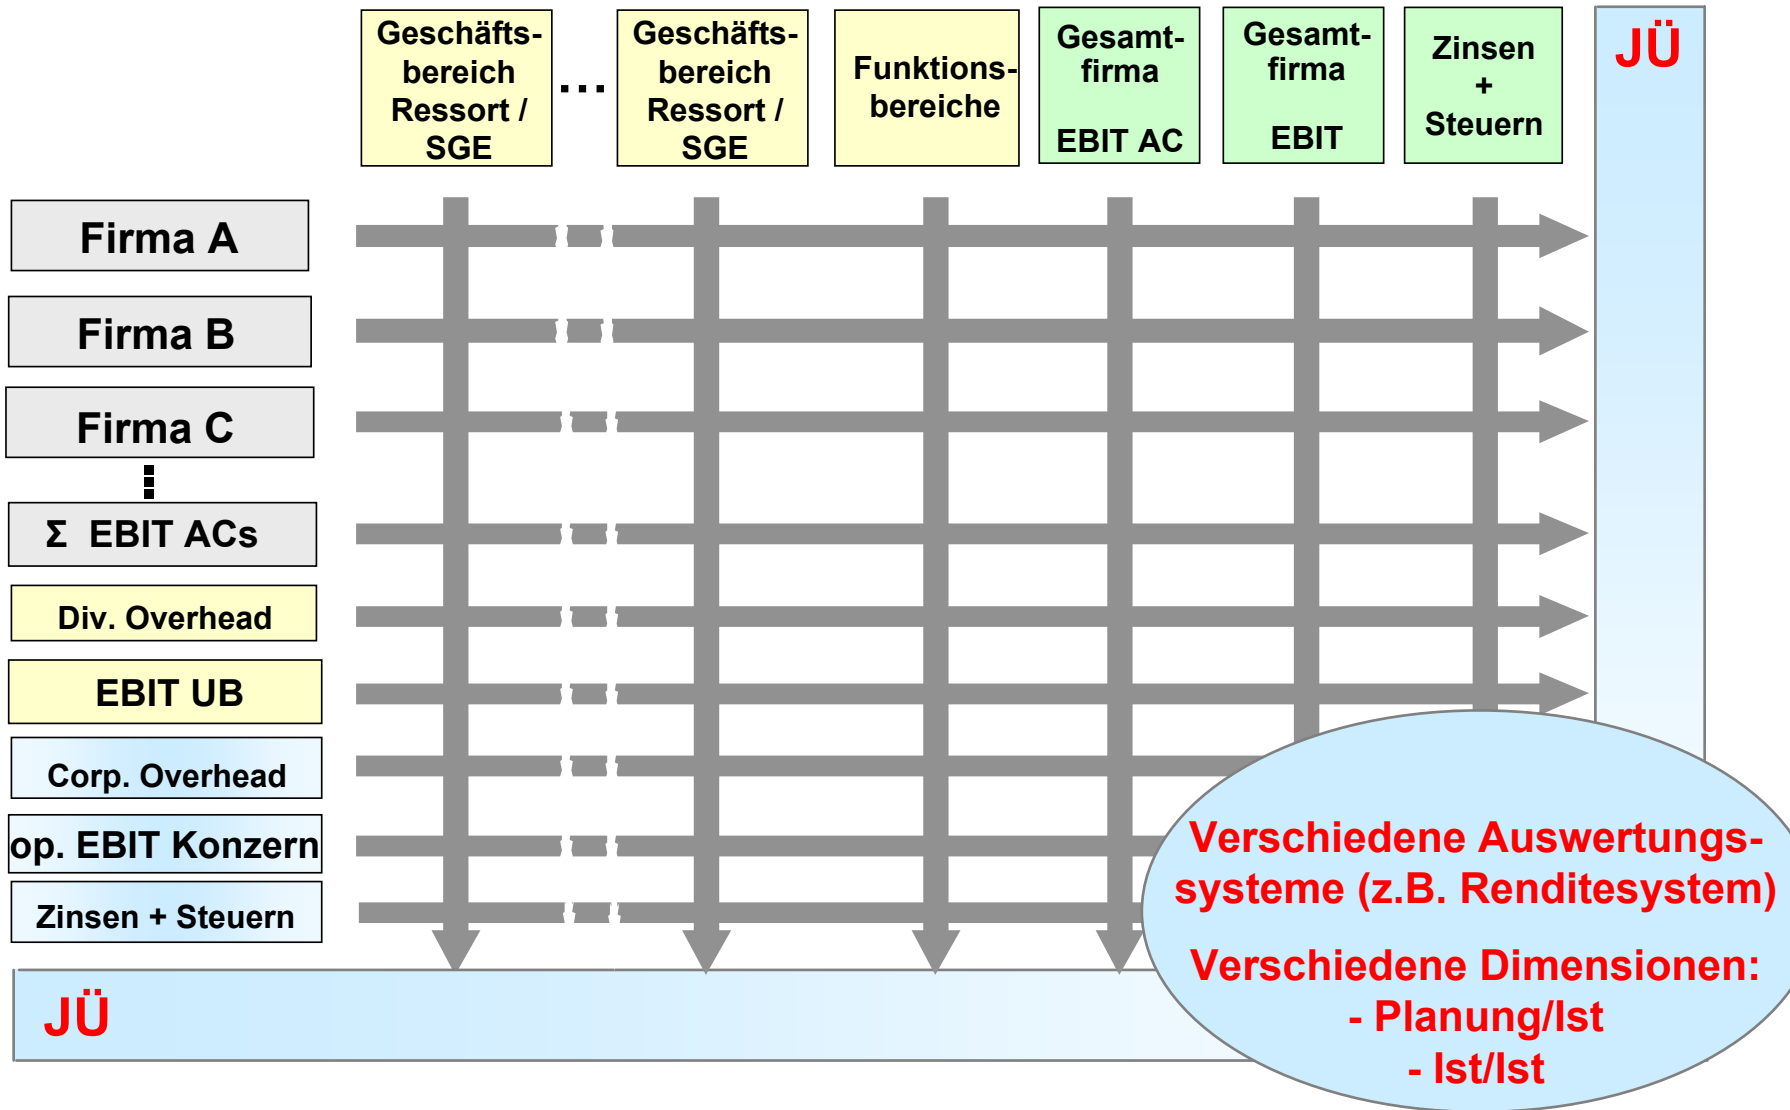 Geschäfts-
bereich
Ressort /
SGE
...
Geschäfts-
bereich
Ressort /
SGE
Funktions-
bereiche
Gesamt-
firma
EBIT AC
Gesamt-
firma
EBIT
Zinsen
+
Steuern
JÜ
Firma A
Firma B
Firma C
Σ EBIT ACs
Div. Overhead
EBIT UB
Corp. Overhead
op. EBIT Konzern
Zinsen + Steuern
JÜ
Verschiedene Auswertungs-
systeme (z.B. Renditesystem)
Verschiedene Dimensionen:
- Planung/Ist
- Ist/Ist